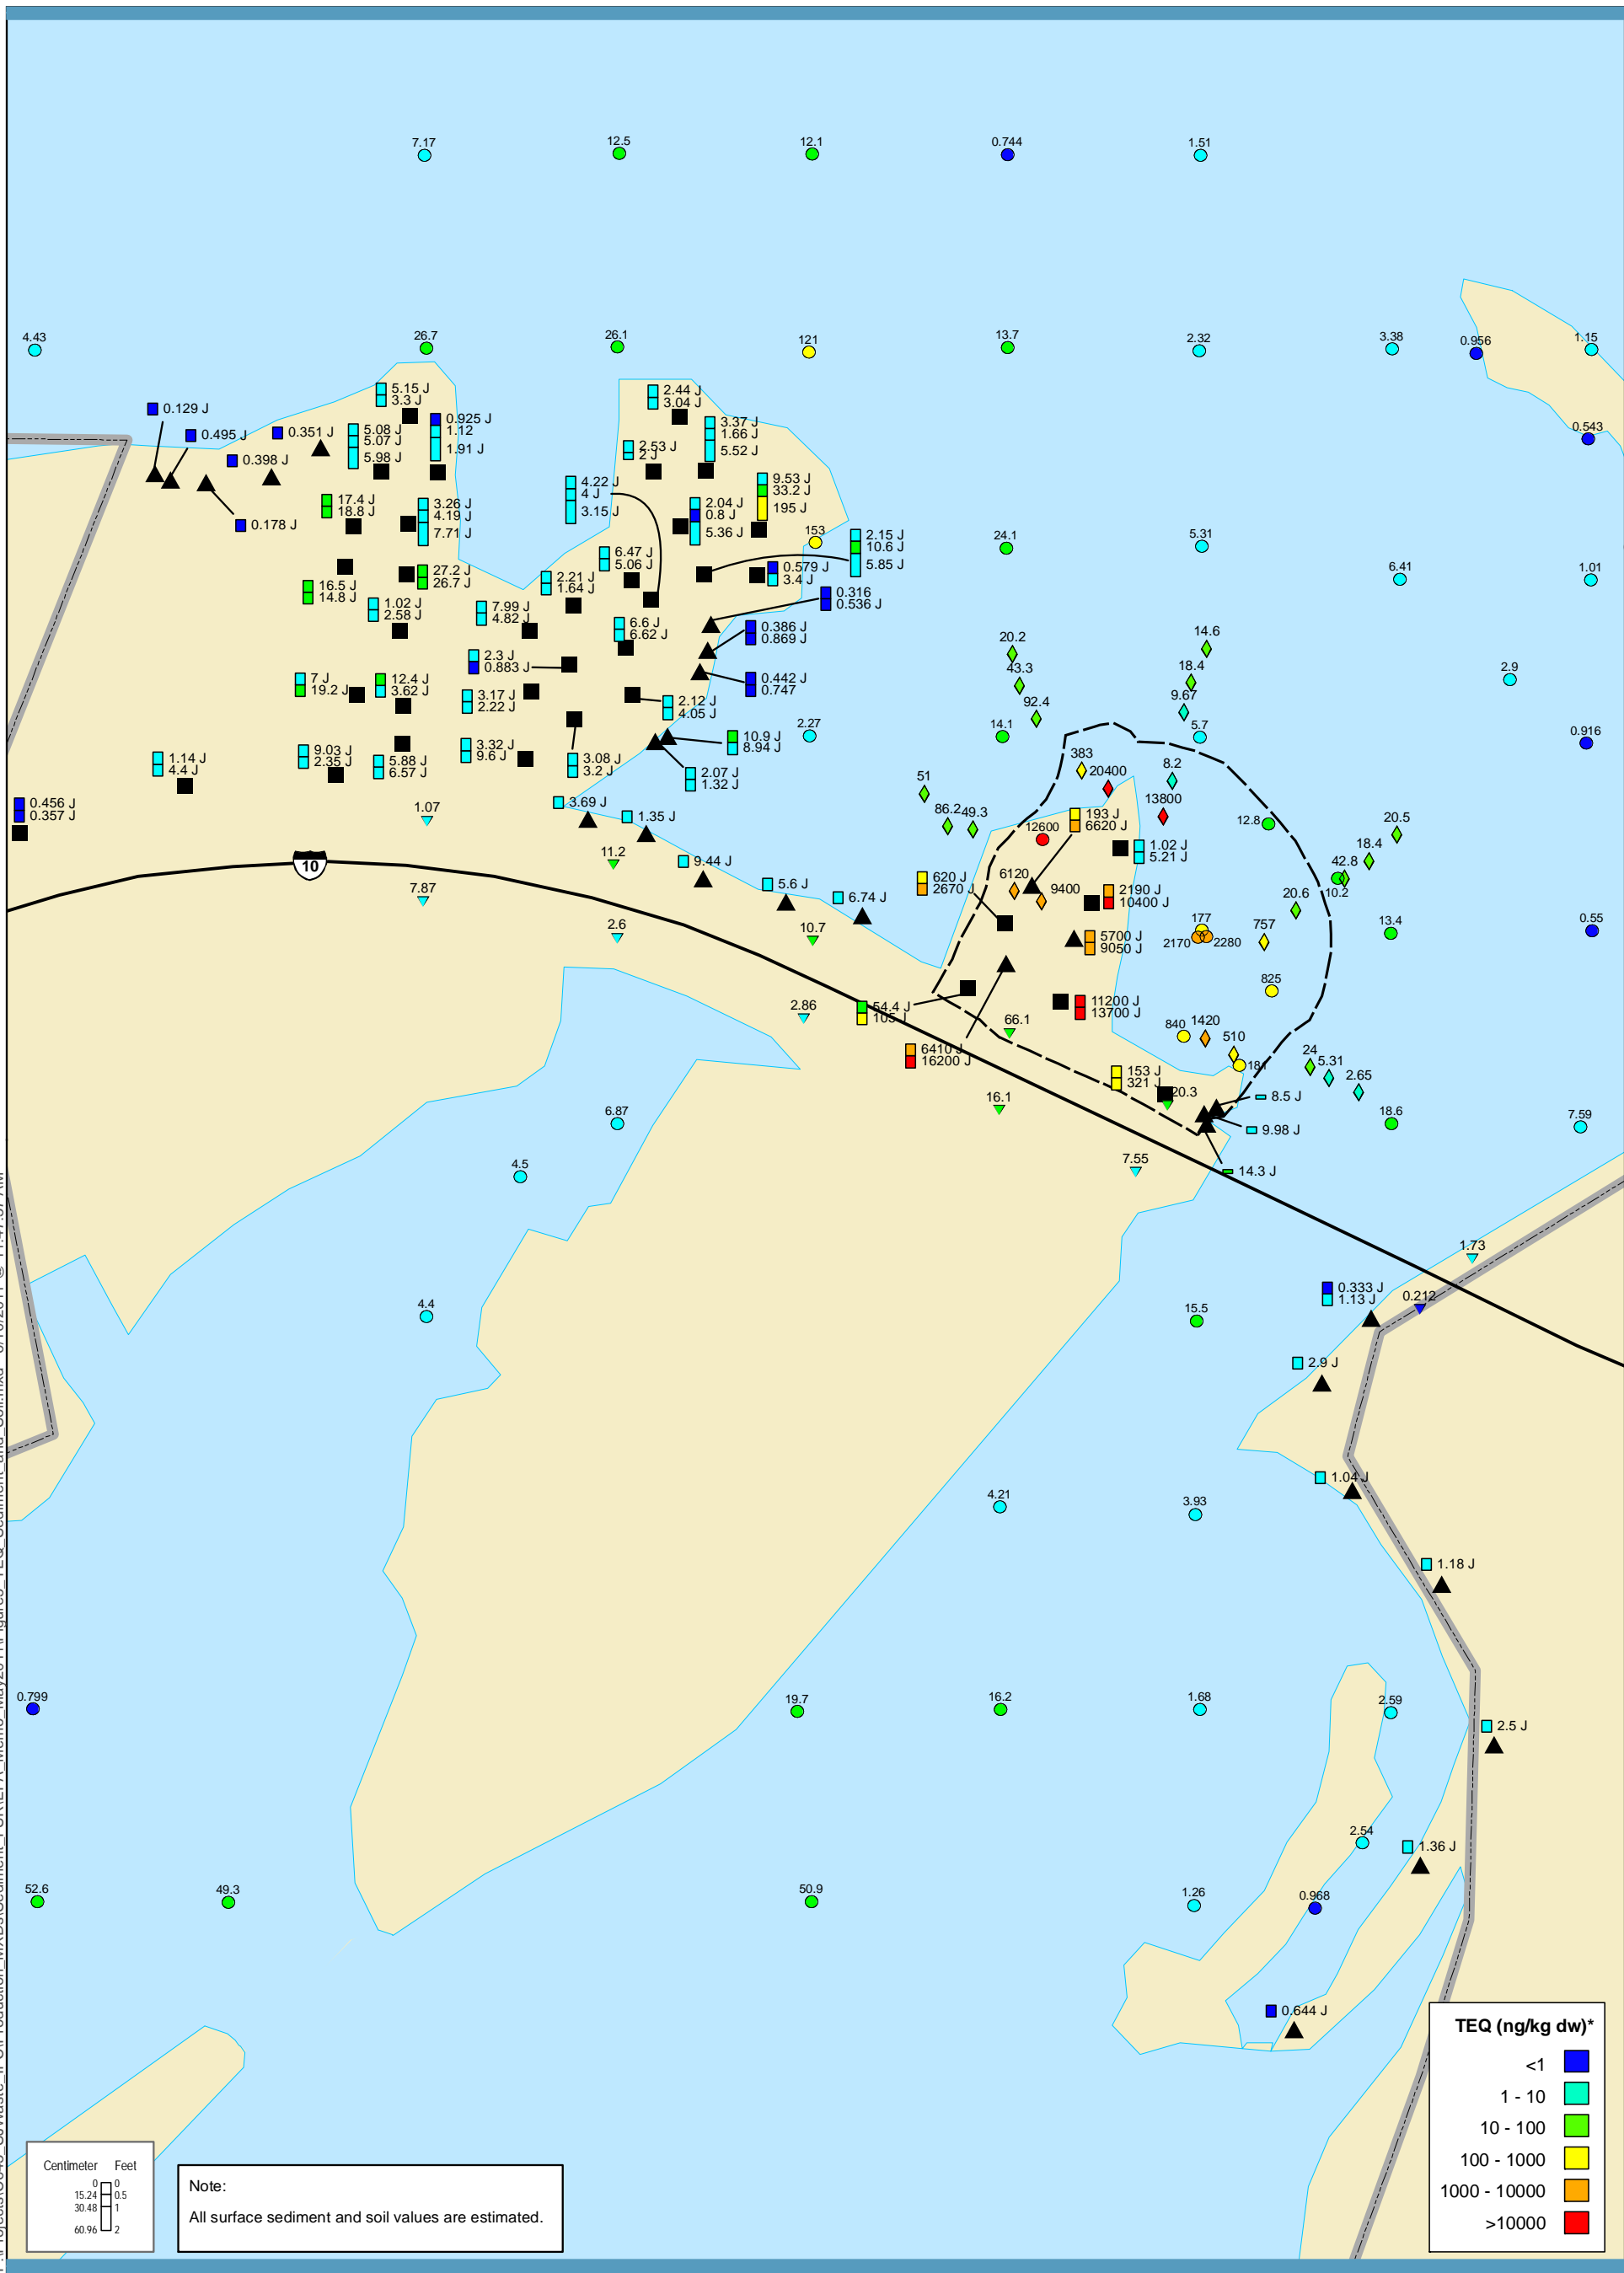 7.17
12.5
12.1
0.744
1.51
4.43
26.7
26.1
121
13.7
2.32
3.38
0.956
1.15
0.129 J
0.495 J
0.351 J
0.398 J
0.178 J
5.15 J
3.3 J
5.08 J
5.07 J
5.98 J
0.925 J
1.12
1.91 J
2.44 J
3.04 J
3.37 J
1.66 J
5.52 J
2.53 J
2 J
0.543
4.22 J
4 J
3.15 J
2.04 J
0.8 J
5.36 J
9.53 J
33.2 J
195 J
17.4 J
18.8 J
3.26 J
4.19 J
7.71 J
153
2.15 J
10.6 J
5.85 J
24.1
5.31
6.41
1.01
6.47 J
5.06 J
0.579 J
3.4 J
27.2 J
26.7 J
16.5 J
14.8 J
2.21 J
1.64 J
0.316
0.536 J
1.02 J
2.58 J
7.99 J
4.82 J
6.6 J
6.62 J
0.386 J
0.869 J
20.2
43.3
92.4
14.6
18.4
9.67
2.9
2.3 J
0.883 J
0.442 J
0.747
7 J
19.2 J
12.4 J
3.62 J
3.17 J
2.22 J
2.12 J
4.05 J
2.27
14.1
5.7
0.916
10.9 J
8.94 J
9.03 J
2.35 J
5.88 J
6.57 J
3.32 J
9.6 J
3.08 J
3.2 J
2.07 J
1.32 J
1.14 J
4.4 J
383
20400
8.2
51
86.2
49.3
13800
12.8
20.5
18.4
42.8
10.2
0.456 J
0.357 J
1.07
3.69 J
1.35 J
12600
193 J
6620 J
1.02 J
5.21 J
10
11.2
9.44 J
5.6 J
6.74 J
620 J
2670 J
6120
9400
2190 J
10400 J
20.6
7.87
2.6
10.7
5700 J
9050 J
177
2170
2280
757
13.4
0.55
825
2.86
54.4 J
105 J
66.1
11200 J
13700 J
840
1420
510
181
24
5.31
2.65
6410 J
16200 J
153 J
321 J
20.3
8.5 J
9.98 J
14.3 J
16.1
7.55
6.87
4.5
18.6
7.59
1.73
0.333 J
1.13 J
0.212
4.4
15.5
2.9 J
1.04 J
4.21
3.93
1.18 J
0.799
19.7
16.2
1.68
2.59
2.5 J
2.54
1.36 J
52.6
49.3
50.9
1.26
0.968
0.644 J
TEQ (ng/kg dw)*
<1
1 - 10
10 - 100
100 - 1000
1000 - 10000
>10000
Centimeter Feet
0 0
15.24 0.5
30.48 1
60.96 2
Note:
All surface sediment and soil values are estimated.